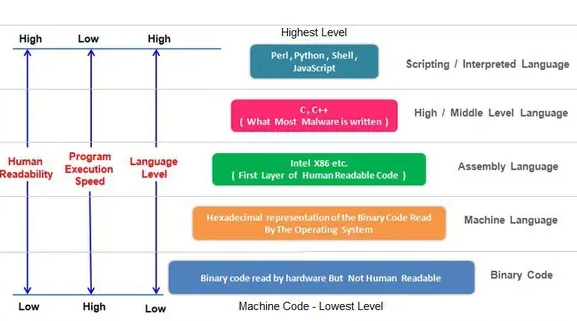 Highest Level
High Low High
Perl , Python , Shell ,
JavaScript
Scripting / Interpreted Language
C , C++
( What Most Malware is written )
High / Middle Level Language
Human
Readability
Program
Execution
Speed
Language
Level
Intel X86 etc.
( First Layer of Human Readable Code )
Assembly Language
Hexadecimal representation of the Binary Code Read
By The Operating System
Machine Language
Binary code read by hardware But Not Human Readable
Binary Code
Low High Low
Machine Code - Lowest Level